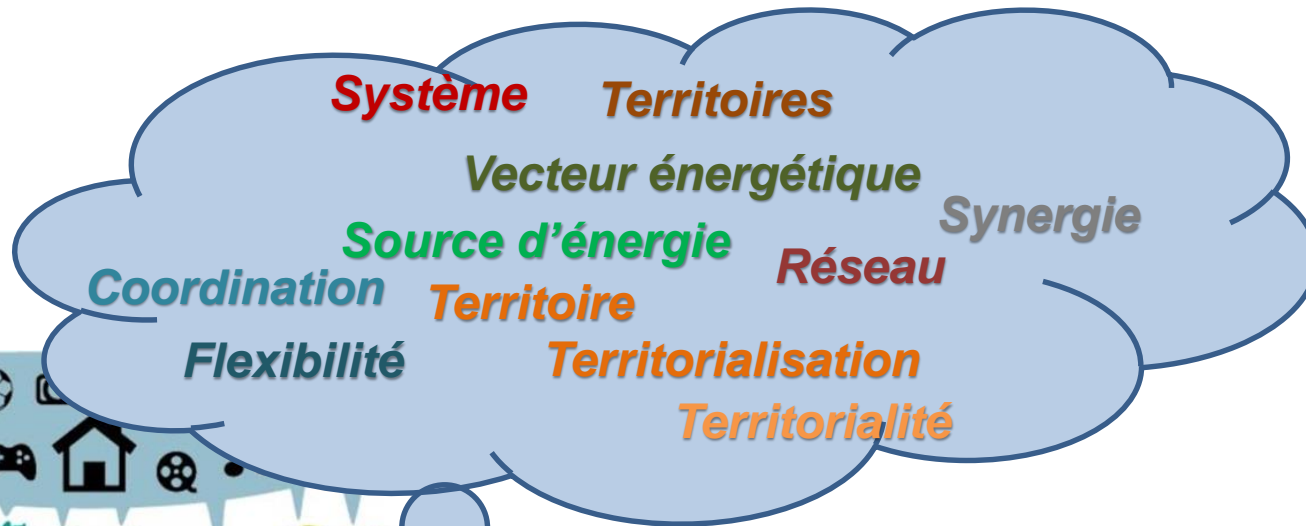 Système Territoires
Vecteur énergétique
Synergie
Source d’énergie
Réseau
Coordination
Territoire
Flexibilité Territorialisation
Territorialité